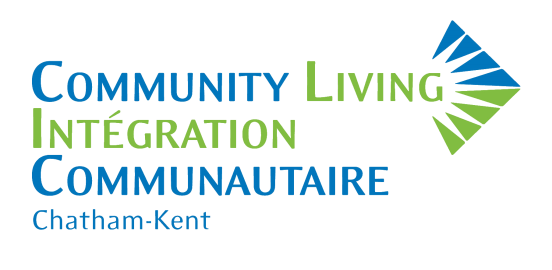 Community Living
Intégration
Communautaire
Chatham-Kent